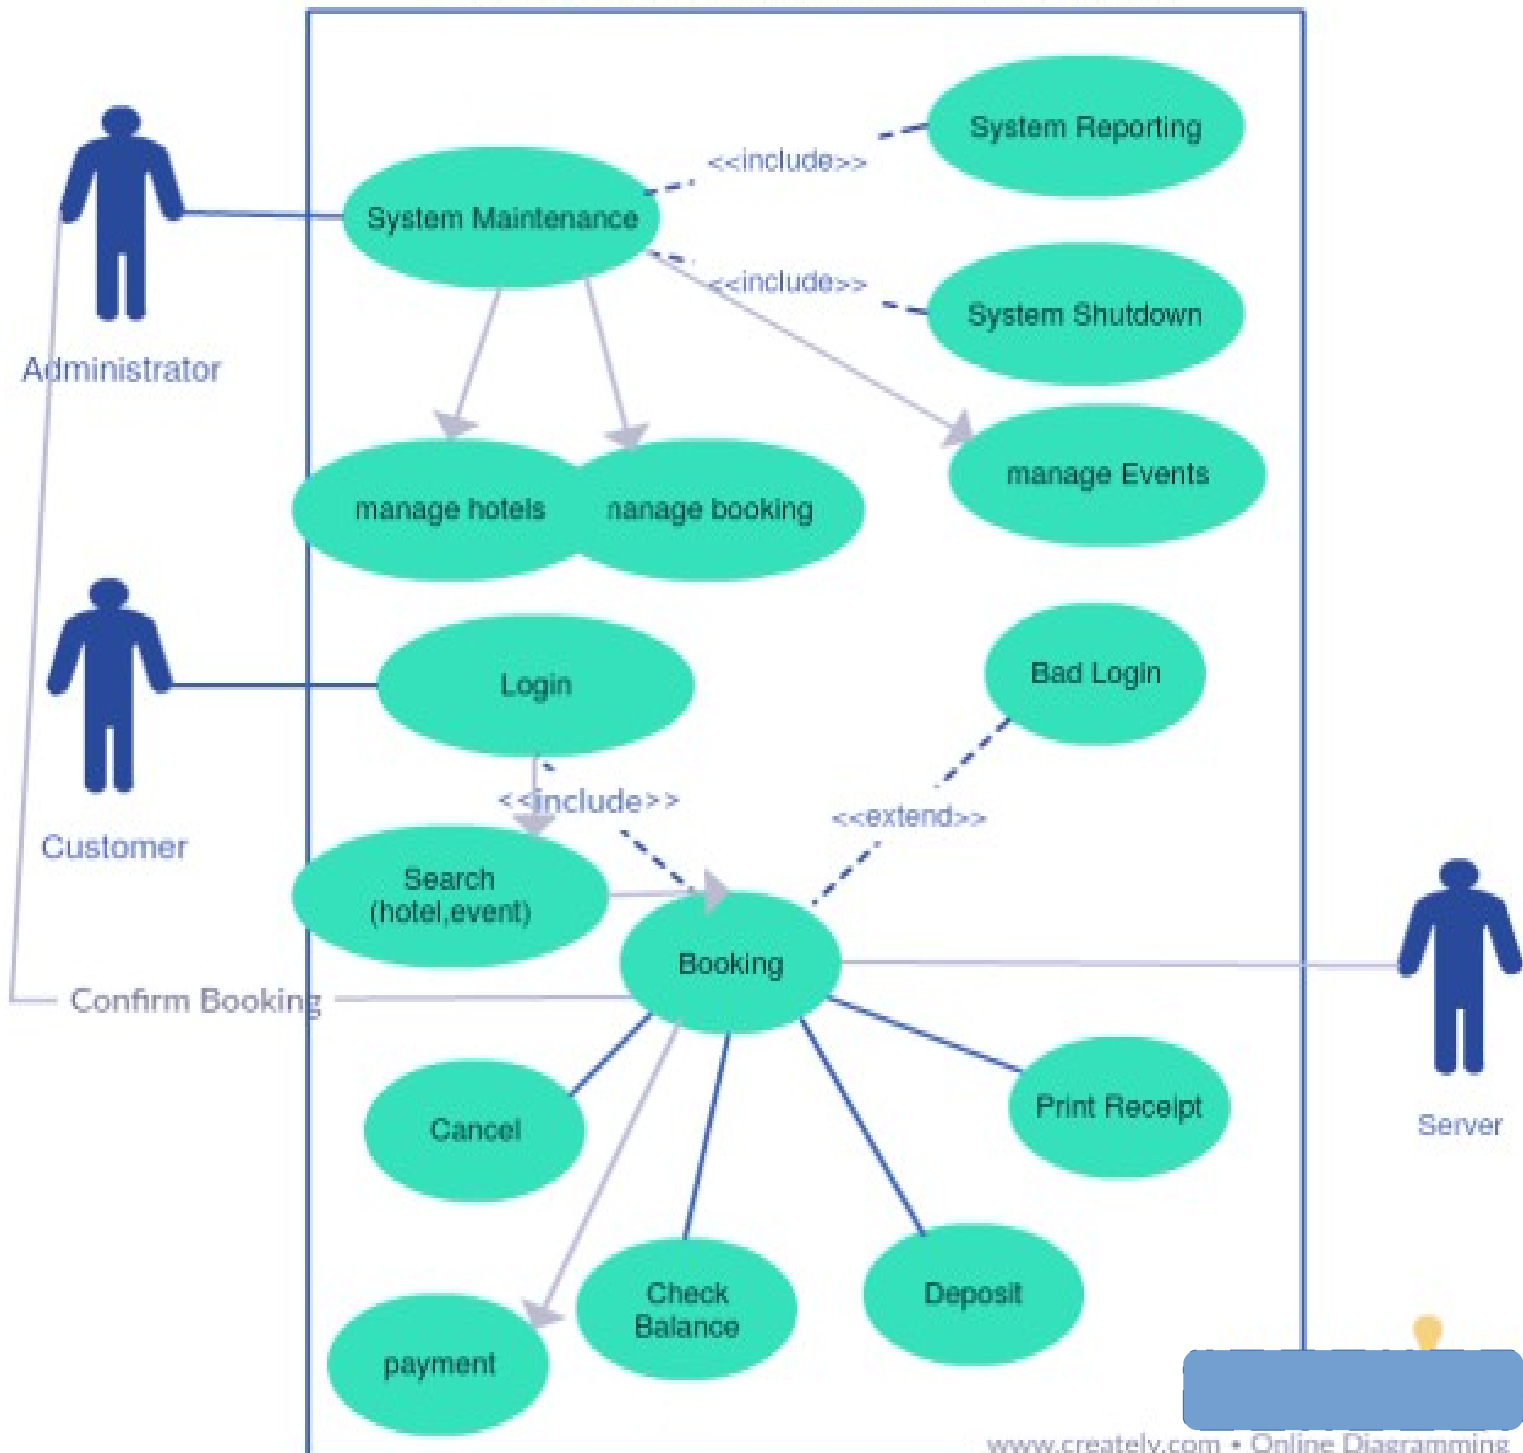 System Reporting
<<include>>
System Maintenance
<<include>>
System Shutdown
Administrator
manage Events
manage hotels
nanage booking
Bad Login
Login
<<include>>
<<extend>>
Customer
Search
(hotel,event)
Booking
Confirm Booking
Print Receipt
Cancel
Server
Check
Balance
Deposit
payment
www.creately.com • Online Diagramming